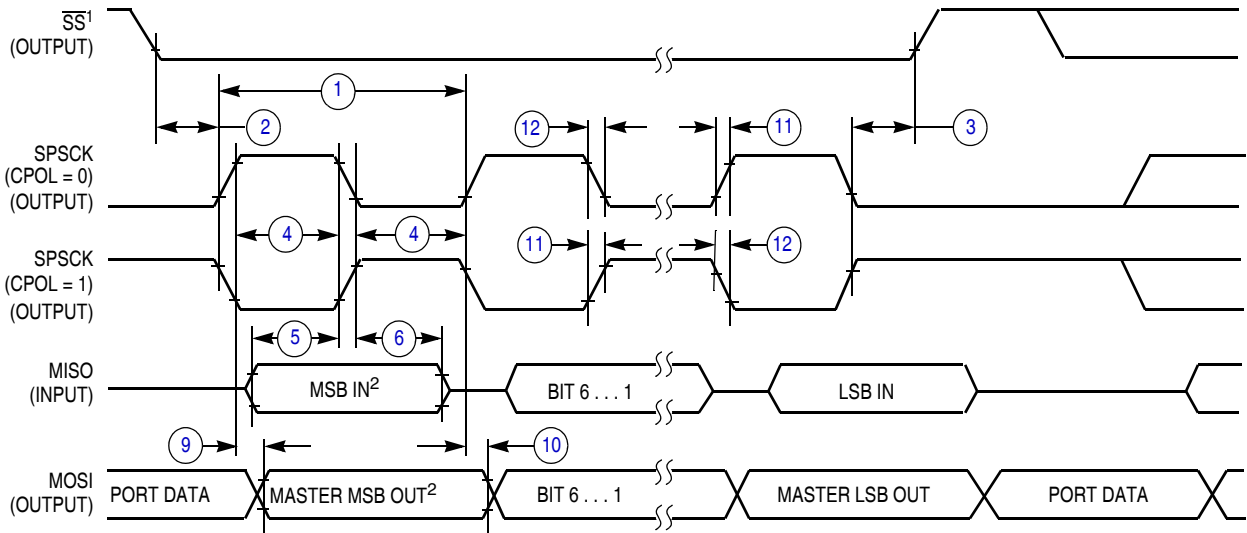 SS¹
(OUTPUT)
1
2
12
11
3
SPSCK
(CPOL = 0)
(OUTPUT)
4
4
SPSCK
(CPOL = 1)
(OUTPUT)
11
12
5
6
MISO
(INPUT)
MSB IN²
BIT 6 . . . 1
LSB IN
9
10
MOSI
(OUTPUT)
PORT DATA
MASTER MSB OUT²
BIT 6 . . . 1
MASTER LSB OUT
PORT DATA